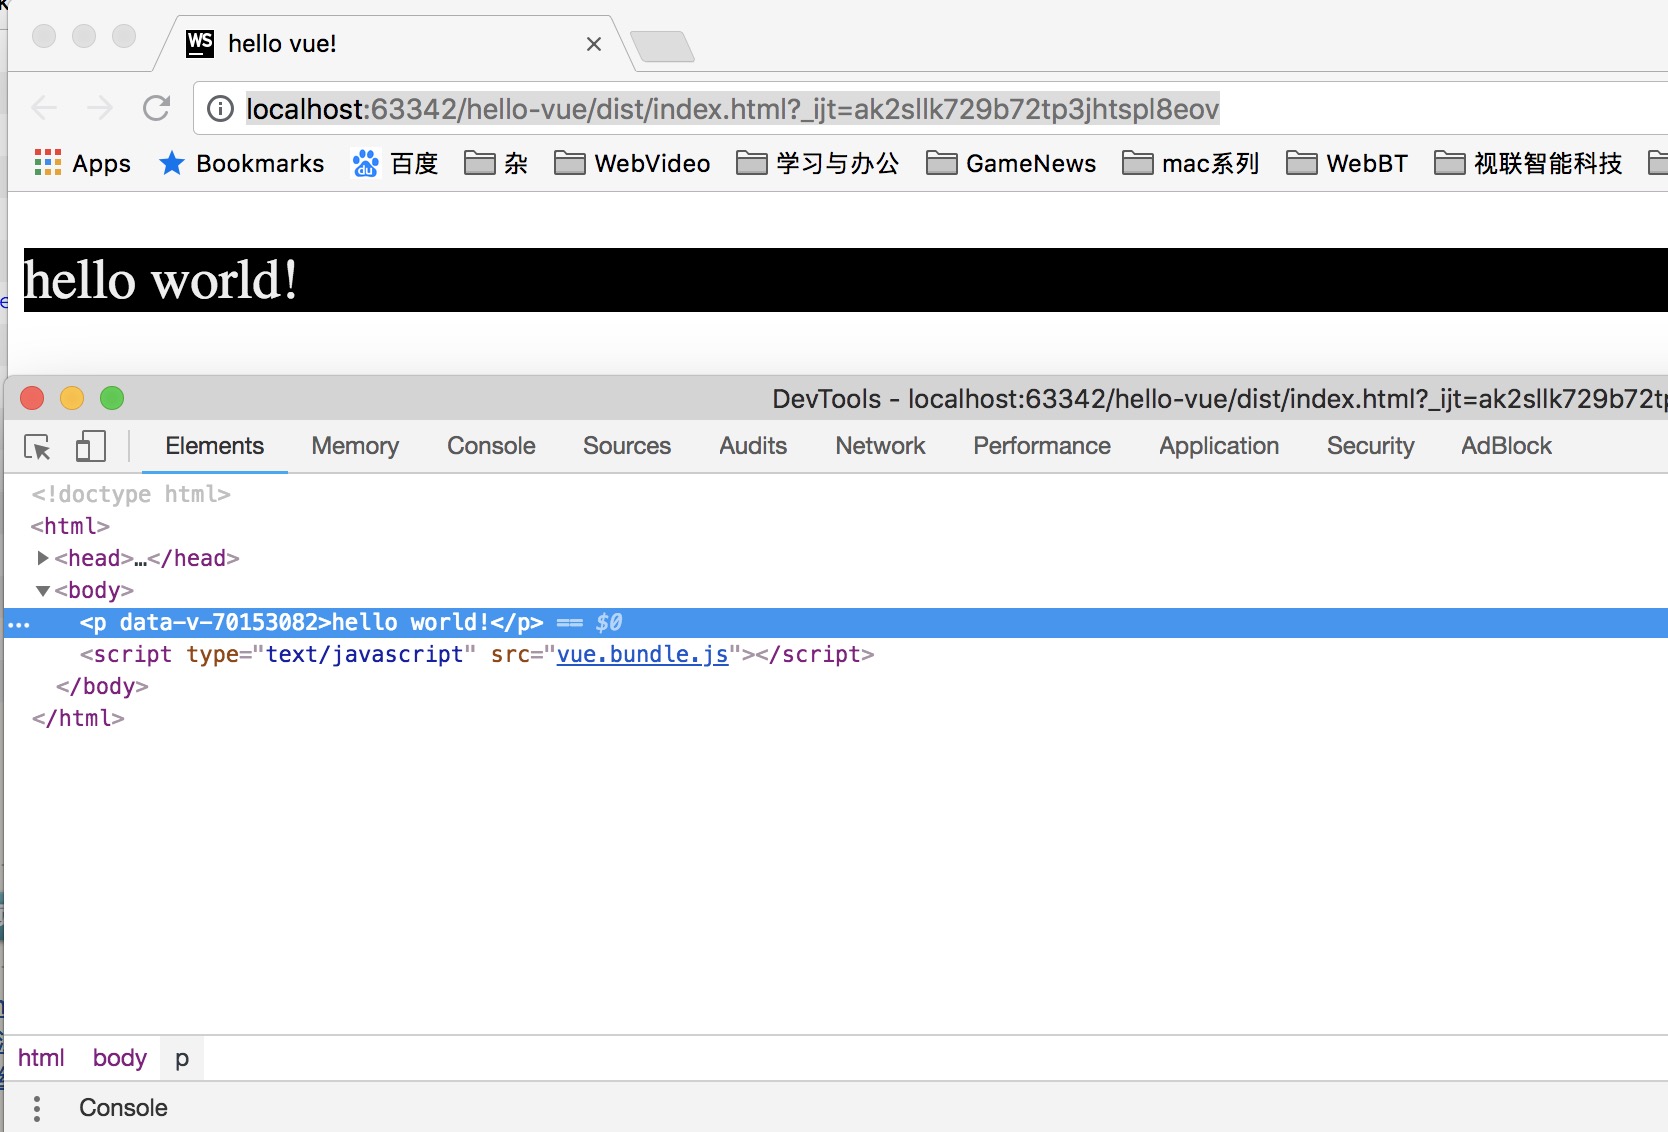 WS hello vue!
localhost:63342/hello-vue/dist/index.html?_ijt=ak2sllk729b72tp3jhtspl8eov
Apps Bookmarks du 百度 杂 WebVideo 学习与办公 GameNews mac系列 WebBT 视联智能科技
hello world!
DevTools - localhost:63342/hello-vue/dist/index.html?_ijt=ak2sllk729b72t
Elements Memory Console Sources Audits Network Performance Application Security AdBlock
<!doctype html>
<html>
<head>…</head>
<body>
<p data-v-70153082>hello world!</p> == $0
<script type="text/javascript" src="vue.bundle.js"></script>
</body>
</html>
html body p
Console